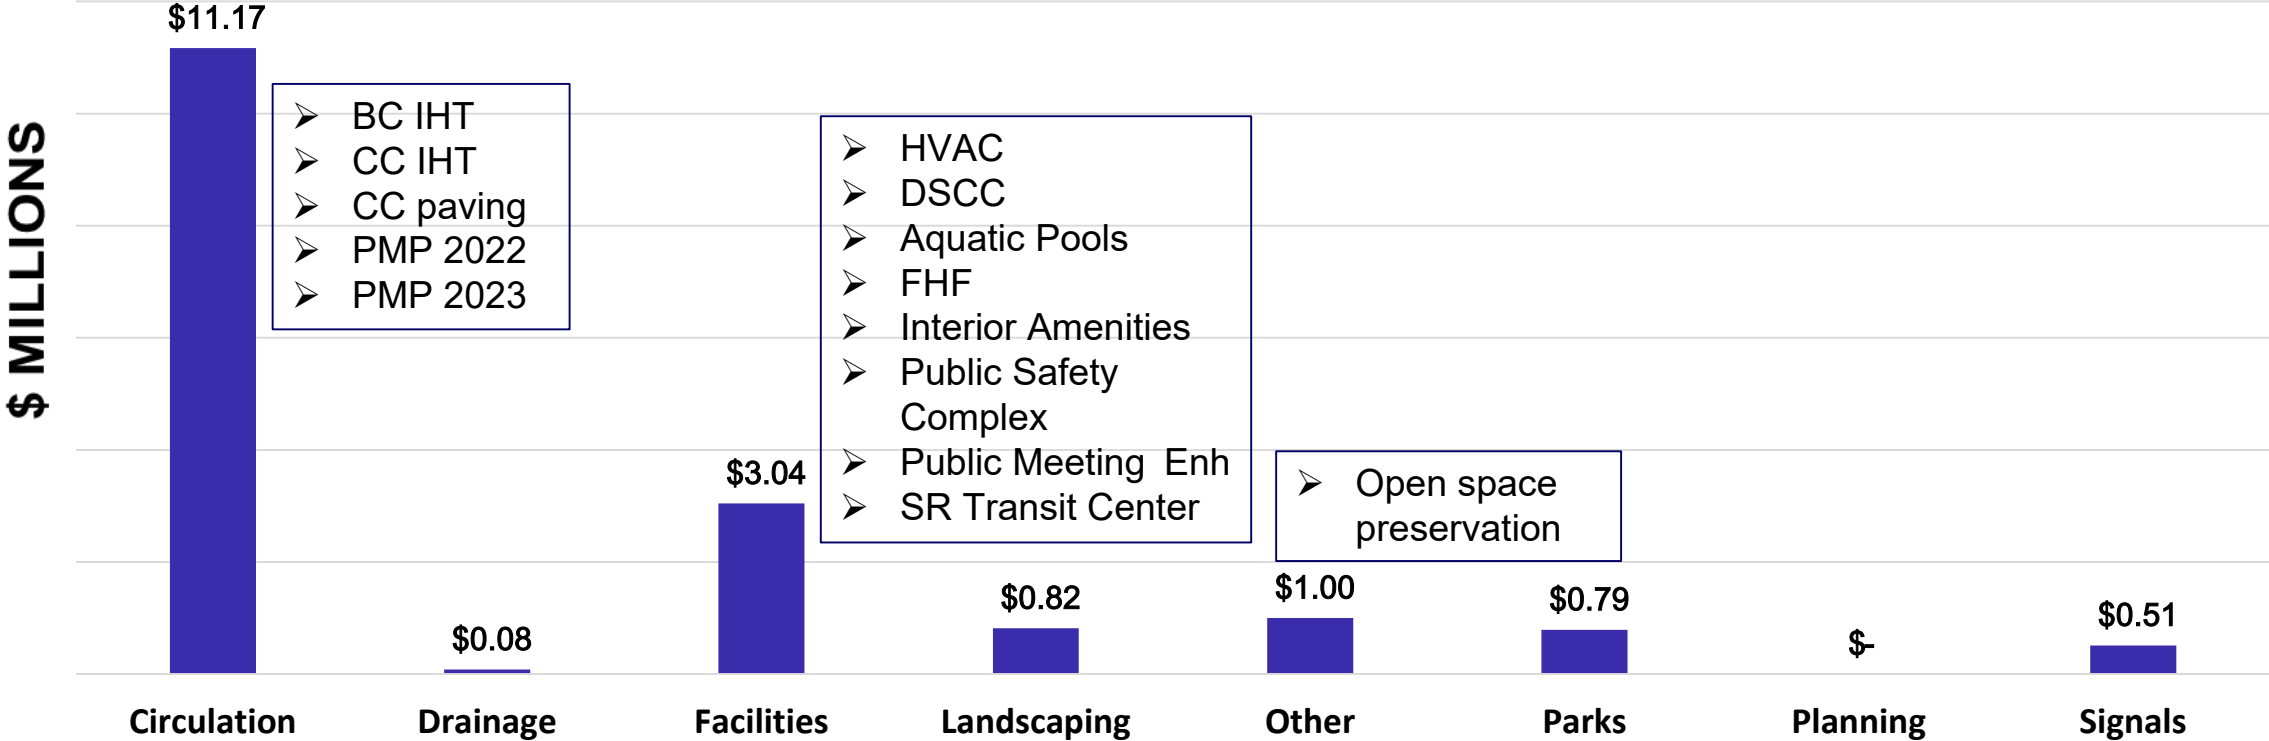 $ MILLIONS
$11.17
➢ BC IHT
➢ CC IHT
➢ CC paving
➢ PMP 2022
➢ PMP 2023
$0.08
$3.04
➢ HVAC
➢ DSCC
➢ Aquatic Pools
➢ FHF
➢ Interior Amenities
➢ Public Safety
Complex
➢ Public Meeting Enh
➢ SR Transit Center
$0.82
➢ Open space
preservation
$1.00
$0.79
$-
$0.51
Circulation Drainage Facilities Landscaping Other Parks Planning Signals